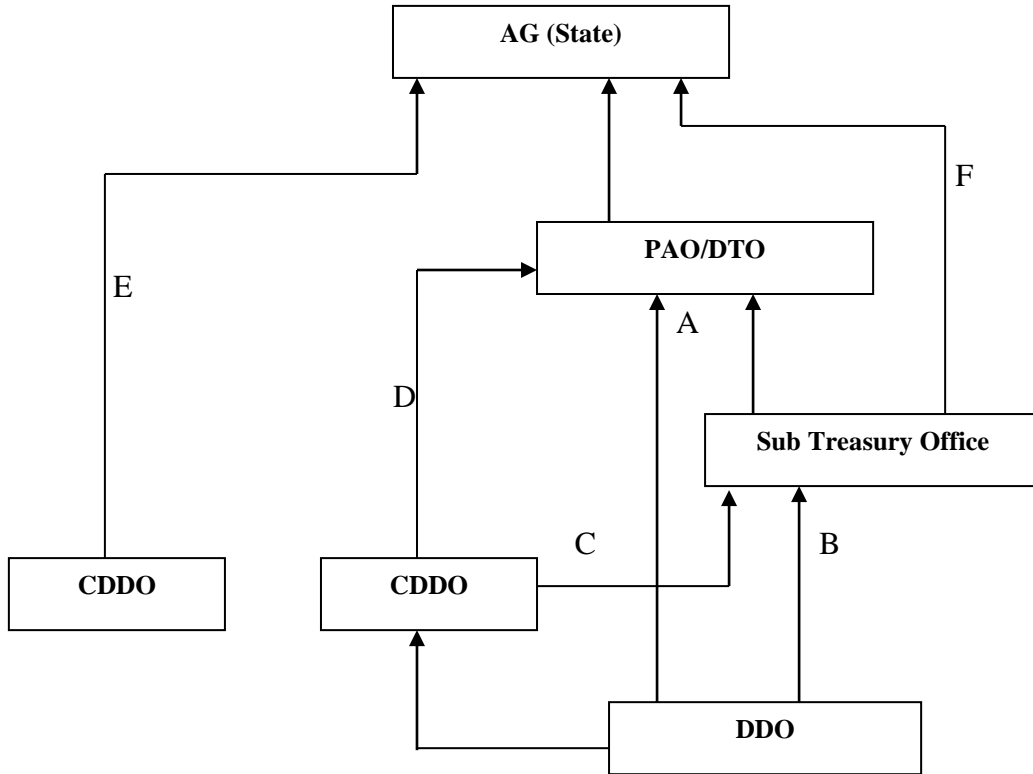 AG (State)
F
PAO/DTO
E
A
D
Sub Treasury Office
C
B
CDDO
CDDO
DDO